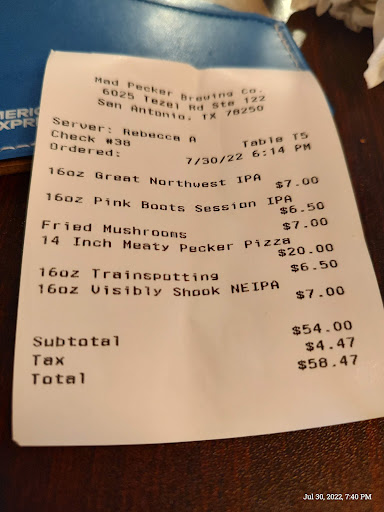 MERIC
EXPRE
Mad Pecker Brewing Co.
6025 Tezel Rd Ste 122
San Antonio, TX 78250
Server: Rebecca A
Check #38 Table T5
Ordered: 7/30/22 6:14 PM
16oz Great Northwest IPA $7.00
16oz Pink Boots Session IPA $6.50
Fried Mushrooms $7.00
14 Inch Meaty Pecker Pizza $20.00
16oz Trainspotting $6.50
16oz Visibly Shook NEIPA $7.00
Subtotal $54.00
Tax $4.47
Total $58.47
Jul 30, 2022, 7:40 PM